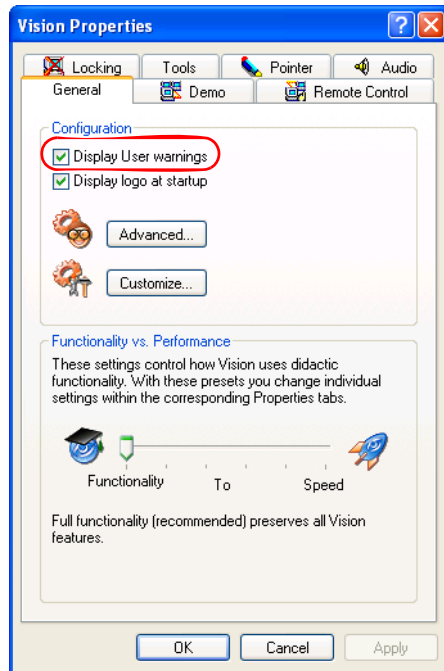 Vision Properties
Locking Tools Pointer Audio
General Demo Remote Control
Configuration
Display User warnings
Display logo at startup
Advanced...
Customize...
Functionality vs. Performance
These settings control how Vision uses didactic
functionality. With these presets you change individual
settings within the corresponding Properties tabs.
Functionality To Speed
Full functionality (recommended) preserves all Vision
features.
OK Cancel Apply